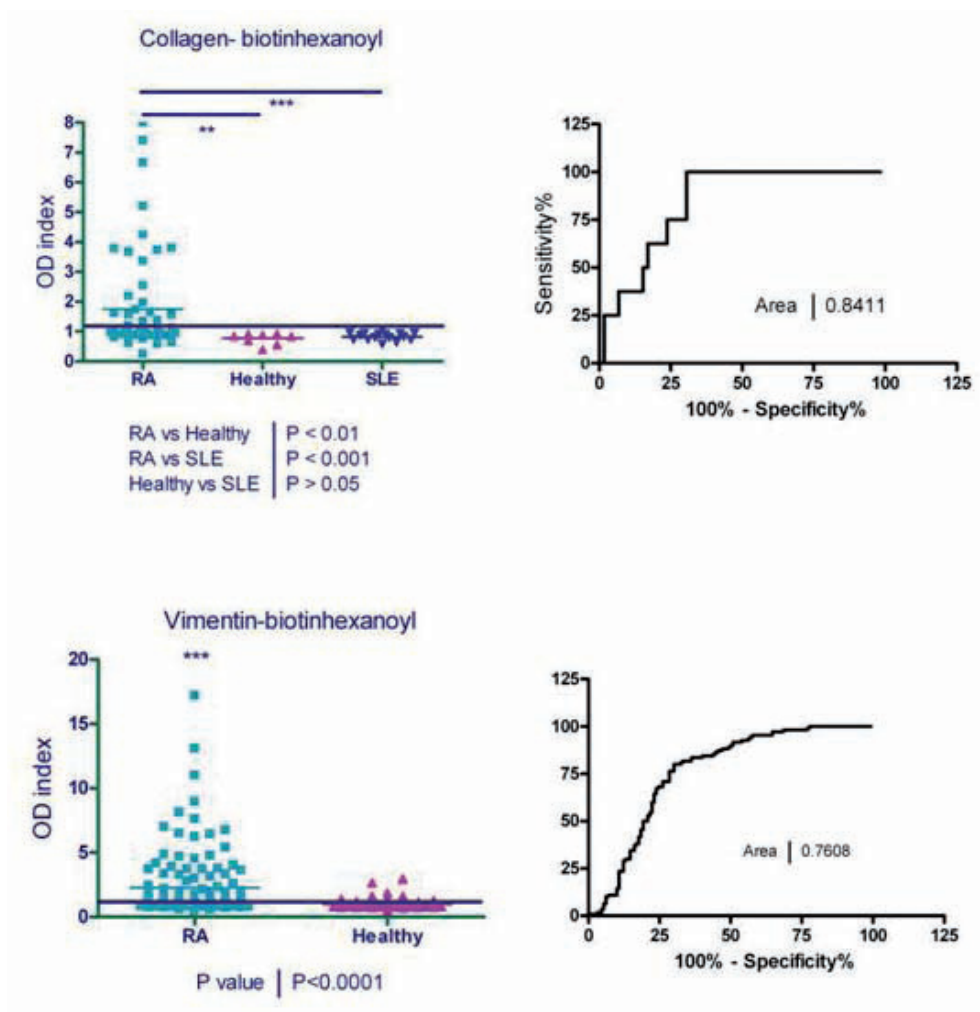 Collagen- biotinhexanoyl
***
**
OD index
8
7
6
5
4
3
2
1
0
RA Healthy SLE
RA vs Healthy P < 0.01
RA vs SLE P < 0.001
Healthy vs SLE P > 0.05
Sensitivity%
125
100
75
50
25
0
Area 0.8411
0 25 50 75 100 125
100% - Specificity%
Vimentin-biotinhexanoyl
***
OD index
20
15
10
5
0
RA Healthy
P value P<0.0001
125
100
75
50
25
0
Area 0.7608
0 25 50 75 100 125
100% - Specificity%